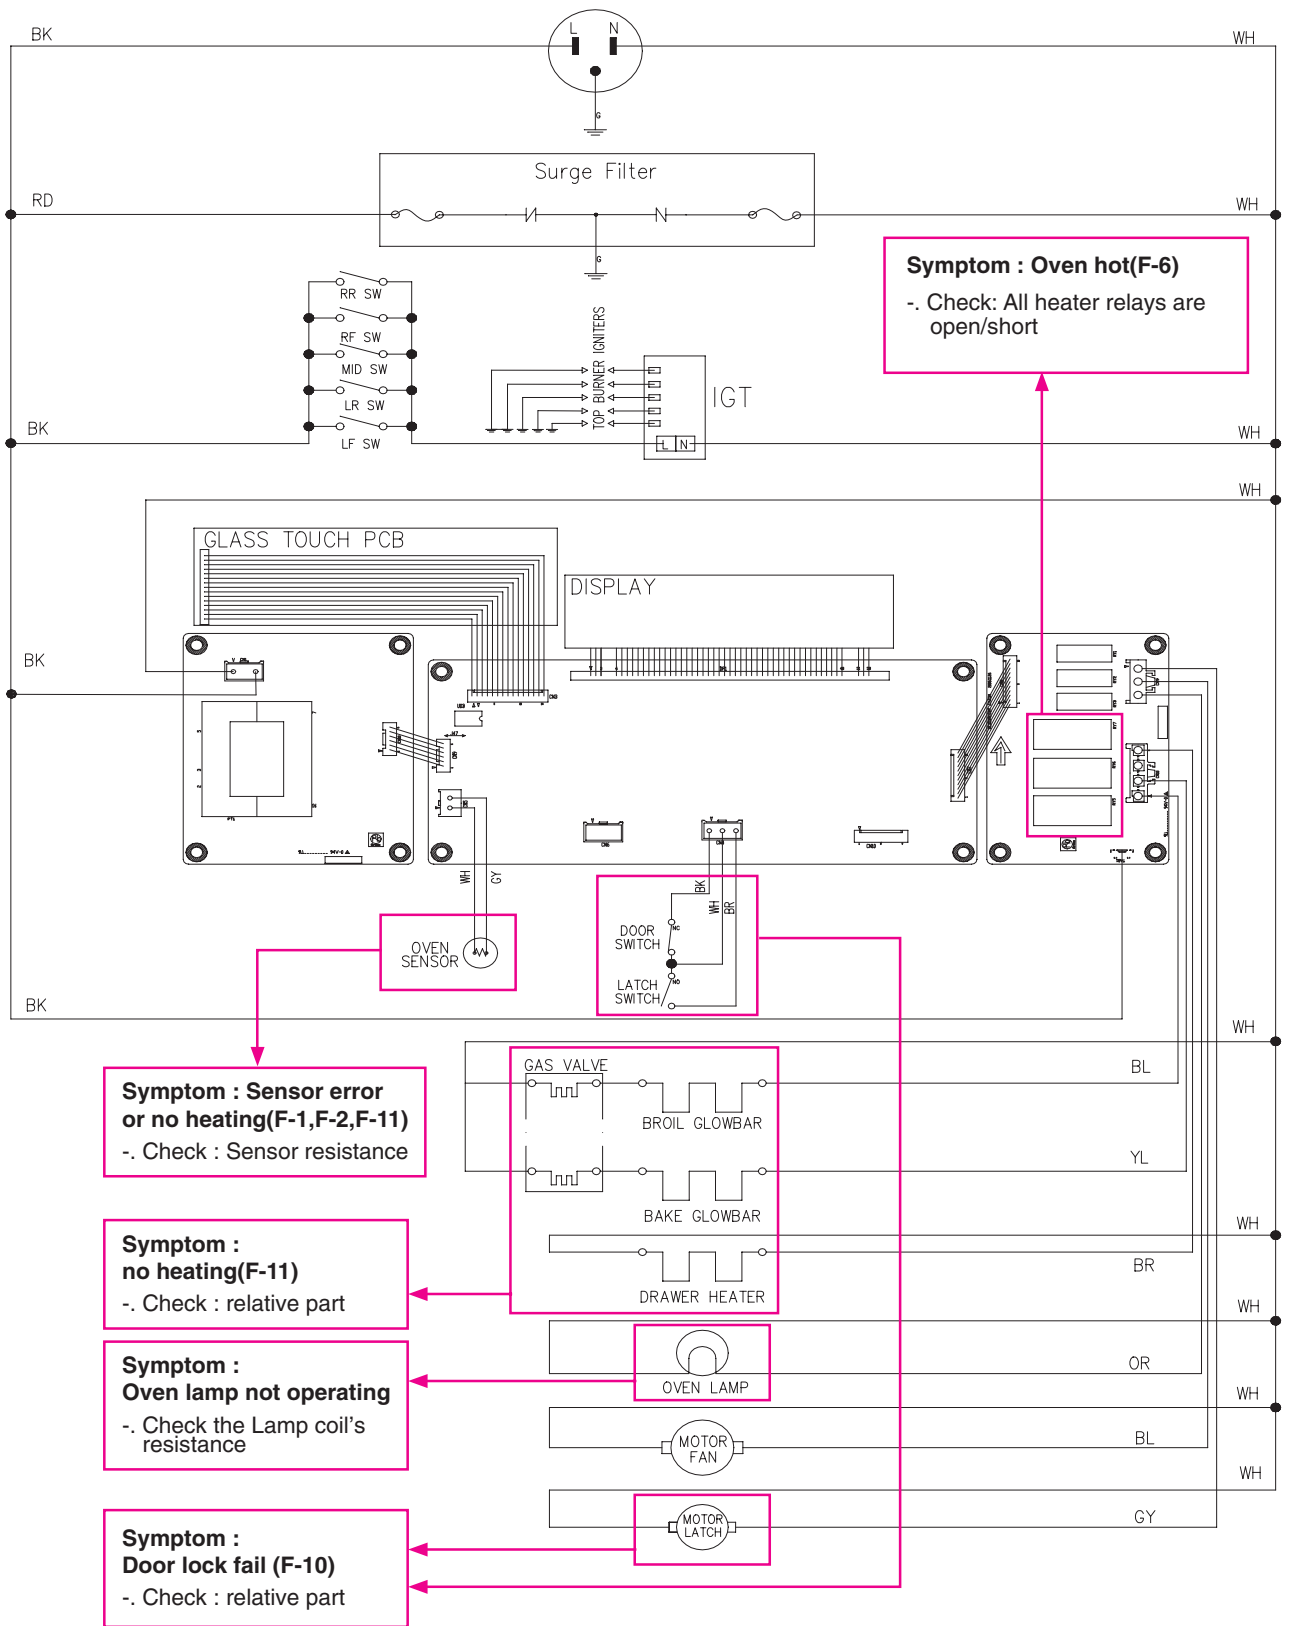 BK
L N
WH
G
Surge Filter
RD
WH
G
Symptom : Oven hot(F-6)
-. Check: All heater relays are
open/short
RR SW
RF SW
MID SW
LR SW
LF SW
TOP BURNER IGNITERS
IGT
L N
BK
WH
WH
GLASS TOUCH PCB
DISPLAY
BK
WH
GY
BK
WH
BR
OVEN
SENSOR
DOOR
SWITCH
NC
LATCH
SWITCH
NO
BK
WH
Symptom : Sensor error
or no heating(F-1,F-2,F-11)
-. Check : Sensor resistance
GAS VALVE
BROIL GLOWBAR
BL
BAKE GLOWBAR
YL
WH
DRAWER HEATER
BR
Symptom :
no heating(F-11)
-. Check : relative part
WH
OVEN LAMP
OR
Symptom :
Oven lamp not operating
-. Check the Lamp coil's
resistance
WH
MOTOR
FAN
BL
WH
MOTOR
LATCH
GY
Symptom :
Door lock fail (F-10)
-. Check : relative part